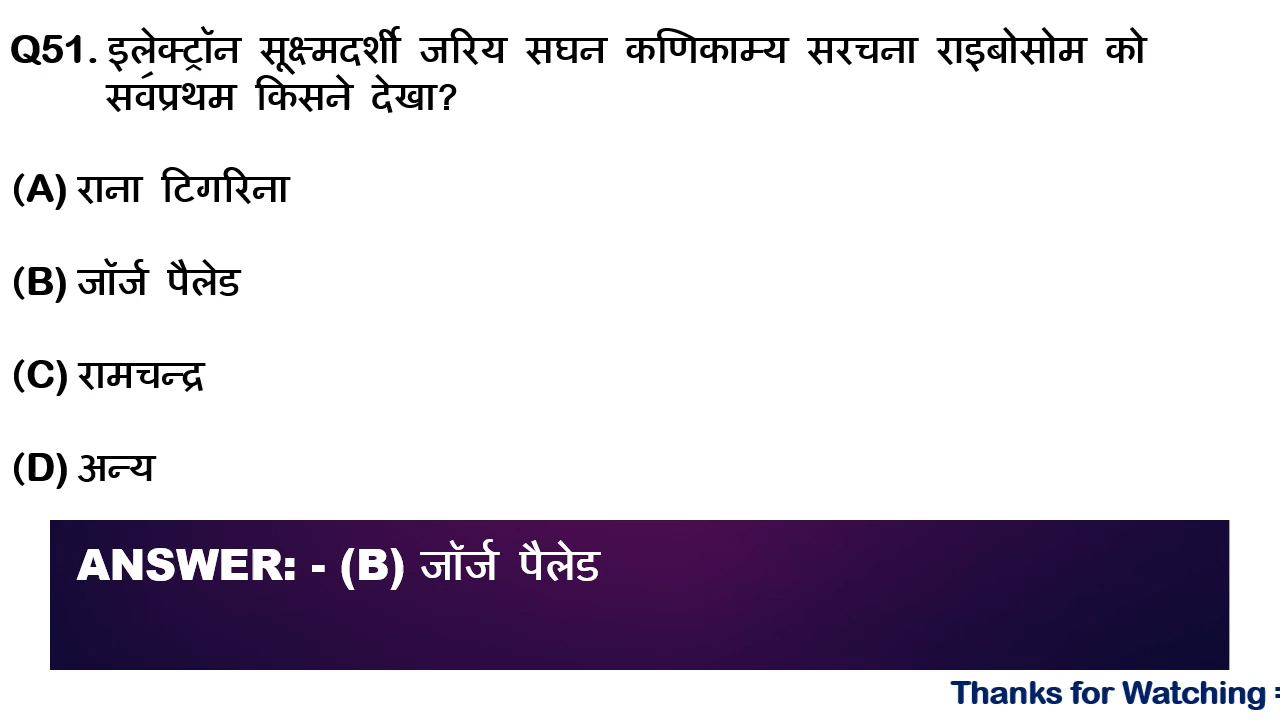 Q51. इलेक्ट्रॉन सूक्ष्मदर्शी जरिय सघन कणिकाम्य सरचना राइबोसोम को
सर्वप्रथम किसने देखा?
(A) राना टिगरिना
(B) जॉर्ज पैलेड
(C) रामचन्द्र
(D) अन्य
ANSWER: - (B) जॉर्ज पैलेड
Thanks for Watching =